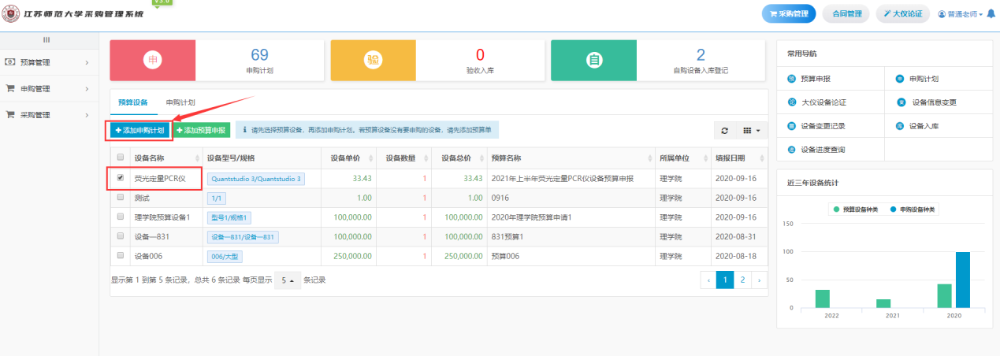 V3.0
江苏师范大学采购管理系统
采购管理 合同管理 大仪论证 普通老师
预算管理
申购管理
采购管理
申 69 申购计划
验 0 验收入库
自 2 自购设备入库登记
预算设备 申购计划
添加申购计划 添加预算申报 请先选择预算设备，再添加申购计划。若预算设备没有要申购的设备，请先添加预算单
设备名称 设备型号/规格 设备单价 设备数量 设备总价 预算名称 所属单位 填报日期
荧光定量PCR仪 Quantstudio 3/Quantstudio 3 33.43 1 33.43 2021年上半年荧光定量PCR仪设备预算申报 理学院 2020-09-16
测试 1/1 1.00 1 1.00 0916 理学院 2020-09-16
理学院预算设备1 型号1/规格1 100,000.00 1 100,000.00 2020年理学院预算申请1 理学院 2020-09-16
设备—831 设备—831/设备—831 100,000.00 1 100,000.00 831预算1 理学院 2020-08-31
设备006 006/大型 250,000.00 1 250,000.00 预算006 理学院 2020-08-18
显示第 1 到第 5 条记录，总共 6 条记录 每页显示 5 条记录
‹ 1 2 ›
常用导航
预算申报 申购计划
大仪设备论证 设备信息变更
设备变更记录 设备入库
设备进度查询
近三年设备统计
预算设备种类 申购设备种类
150
100
50
0
2022 2021 2020